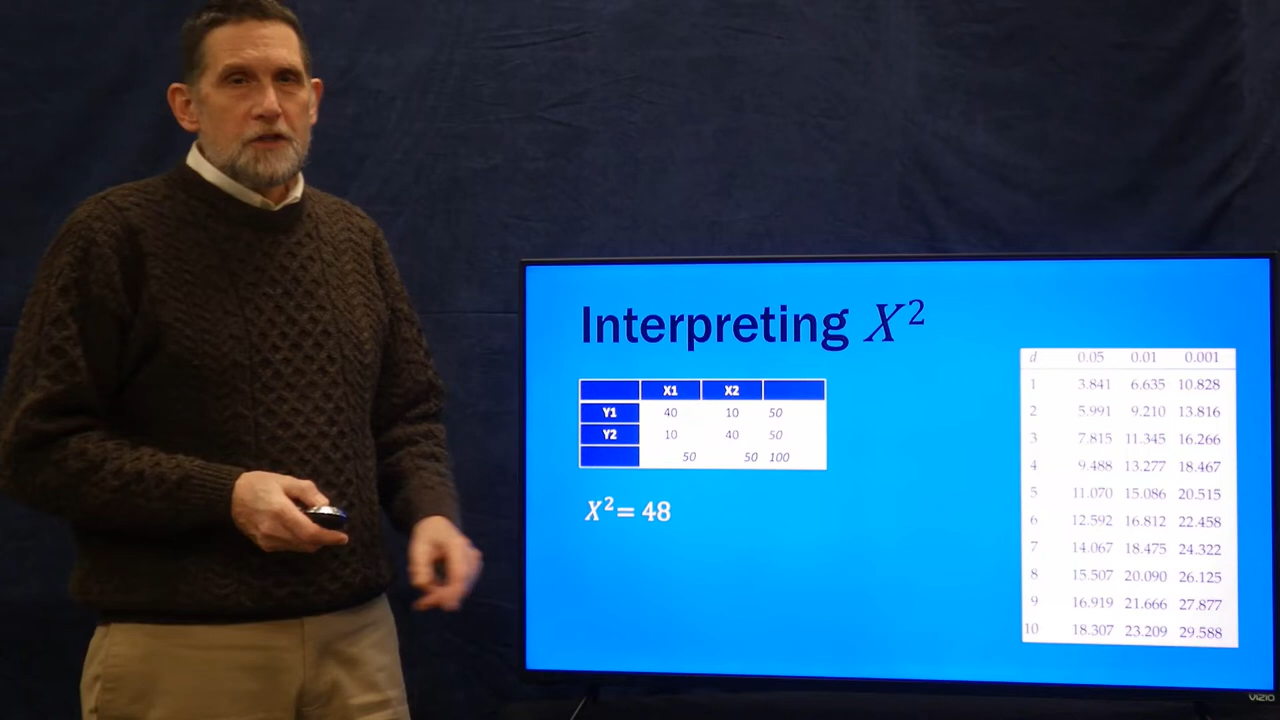 Interpreting X²
X1 X2
Y1 40 10 50
Y2 10 40 50
50 50 100
X² = 48
d 0.05 0.01 0.001
1 3.841 6.635 10.828
2 5.991 9.210 13.816
3 7.815 11.345 16.266
4 9.488 13.277 18.467
5 11.070 15.086 20.515
6 12.592 16.812 22.458
7 14.067 18.475 24.322
8 15.507 20.090 26.125
9 16.919 21.666 27.877
10 18.307 23.209 29.588
VIZIO